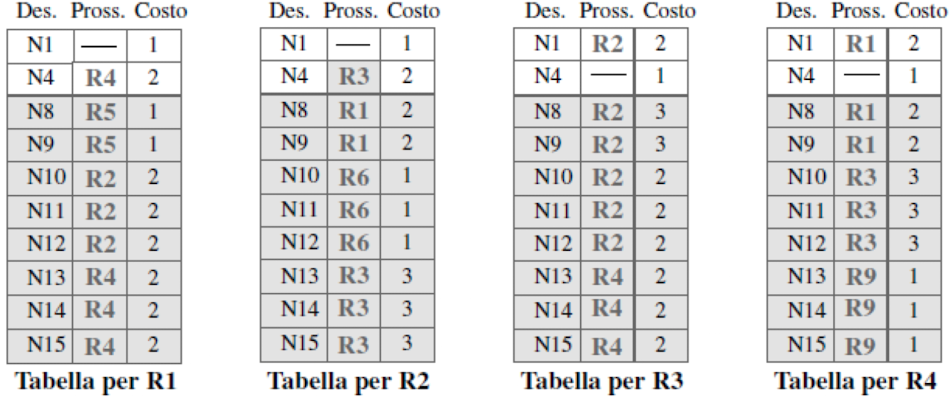 Des. Pross. Costo Des. Pross. Costo Des. Pross. Costo Des. Pross. Costo
N1 — 1 N1 — 1 N1 R2 2 N1 R1 2
N4 R4 2 N4 R3 2 N4 — 1 N4 — 1
N8 R5 1 N8 R1 2 N8 R2 3 N8 R1 2
N9 R5 1 N9 R1 2 N9 R2 3 N9 R1 2
N10 R2 2 N10 R6 1 N10 R2 2 N10 R3 3
N11 R2 2 N11 R6 1 N11 R2 2 N11 R3 3
N12 R2 2 N12 R6 1 N12 R2 2 N12 R3 3
N13 R4 2 N13 R3 3 N13 R4 2 N13 R9 1
N14 R4 2 N14 R3 3 N14 R4 2 N14 R9 1
N15 R4 2 N15 R3 3 N15 R4 2 N15 R9 1
Tabella per R1 Tabella per R2 Tabella per R3 Tabella per R4